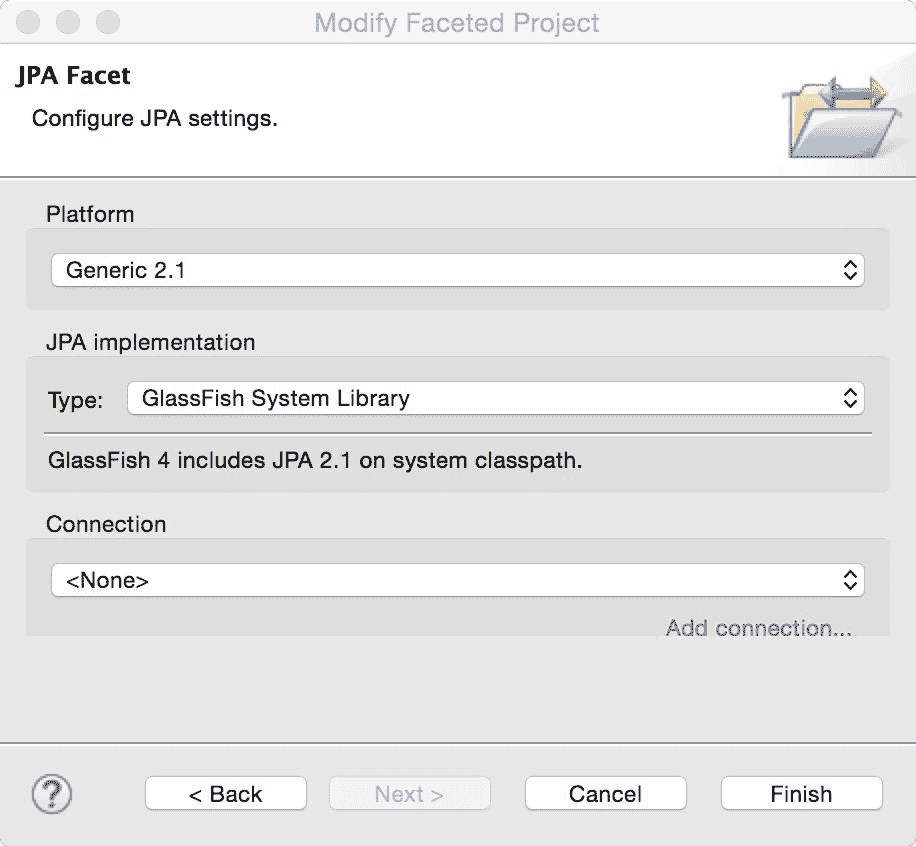 Modify Faceted Project
JPA Facet
Configure JPA settings.
Platform
Generic 2.1
JPA implementation
Type: GlassFish System Library
GlassFish 4 includes JPA 2.1 on system classpath.
Connection
<None>
Add connection...
? < Back Next > Cancel Finish